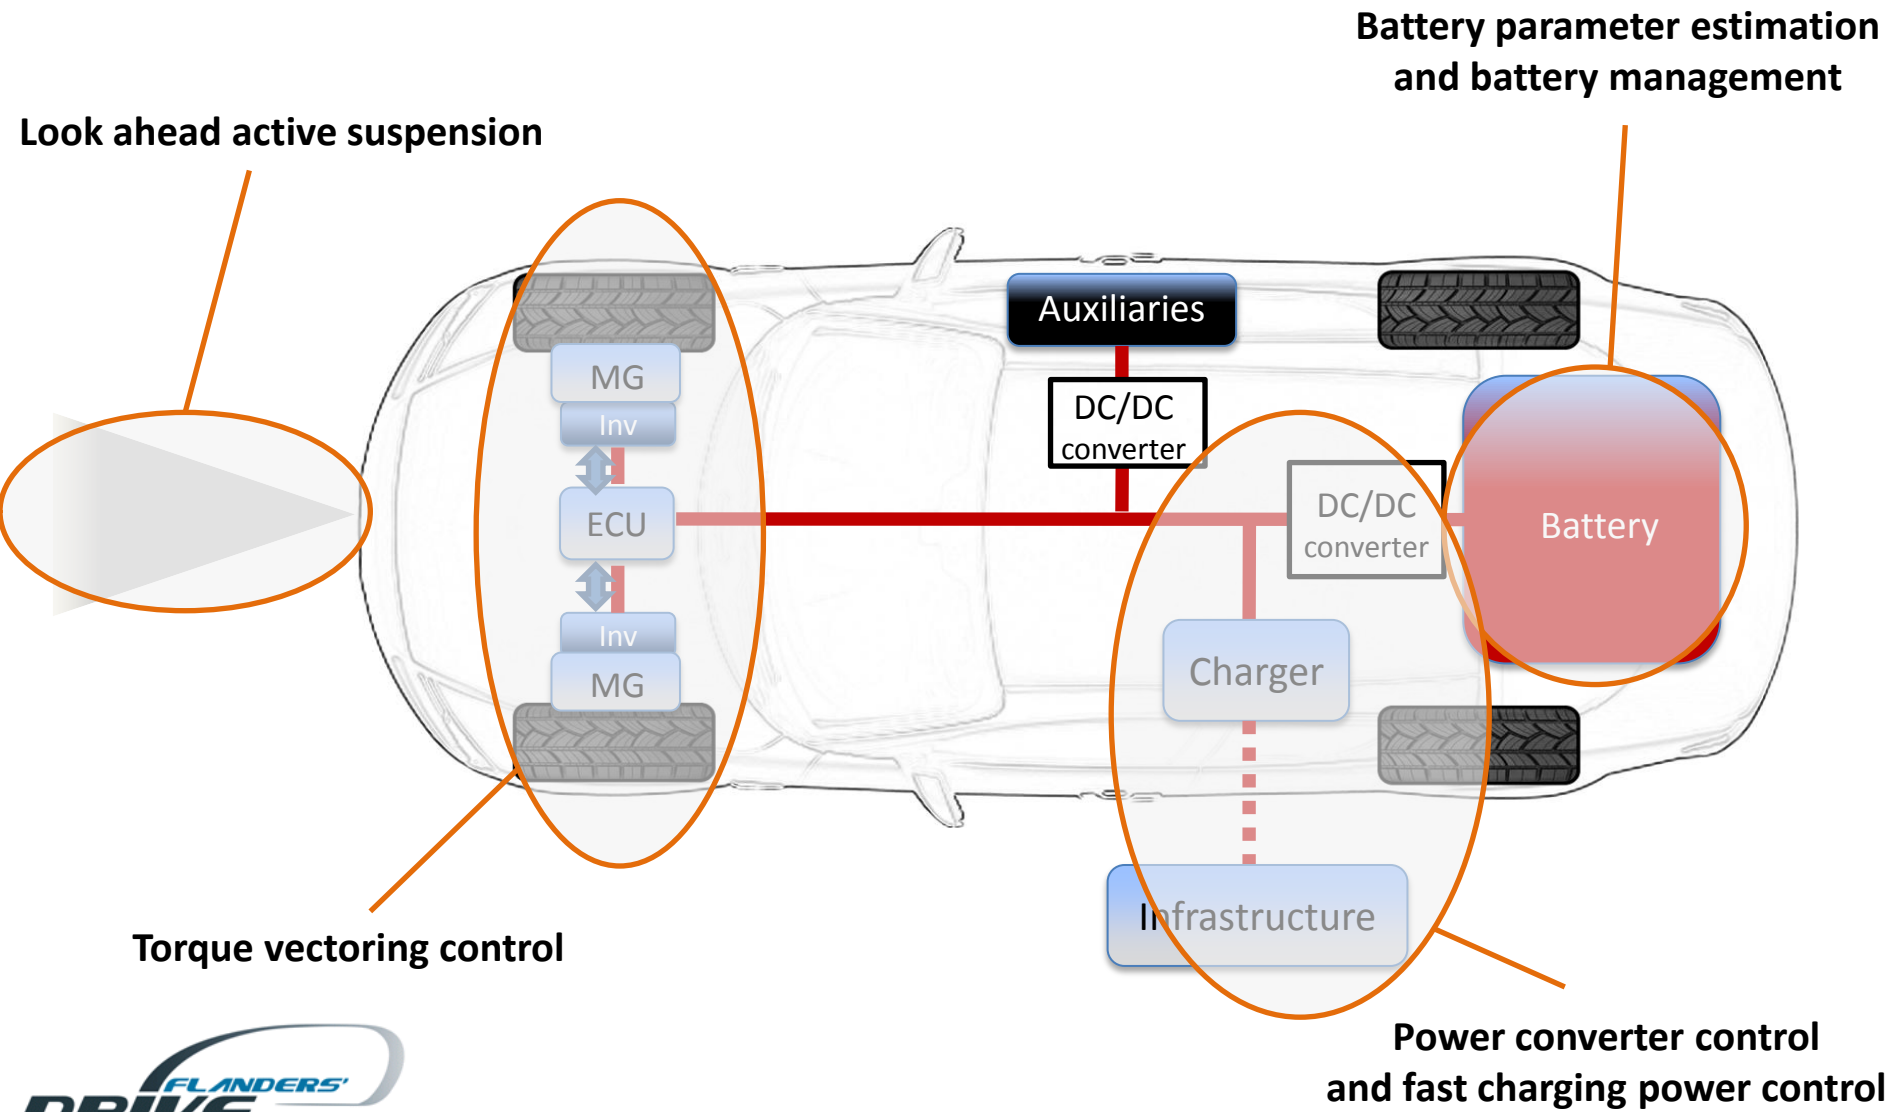 Battery parameter estimation
and battery management
Look ahead active suspension
Auxiliaries
MG
DC/DC
converter
Inv
DC/DC
converter
ECU
Battery
Inv
Charger
MG
Infrastructure
Torque vectoring control
Power converter control
and fast charging power control
FLANDERS'
DRIVE